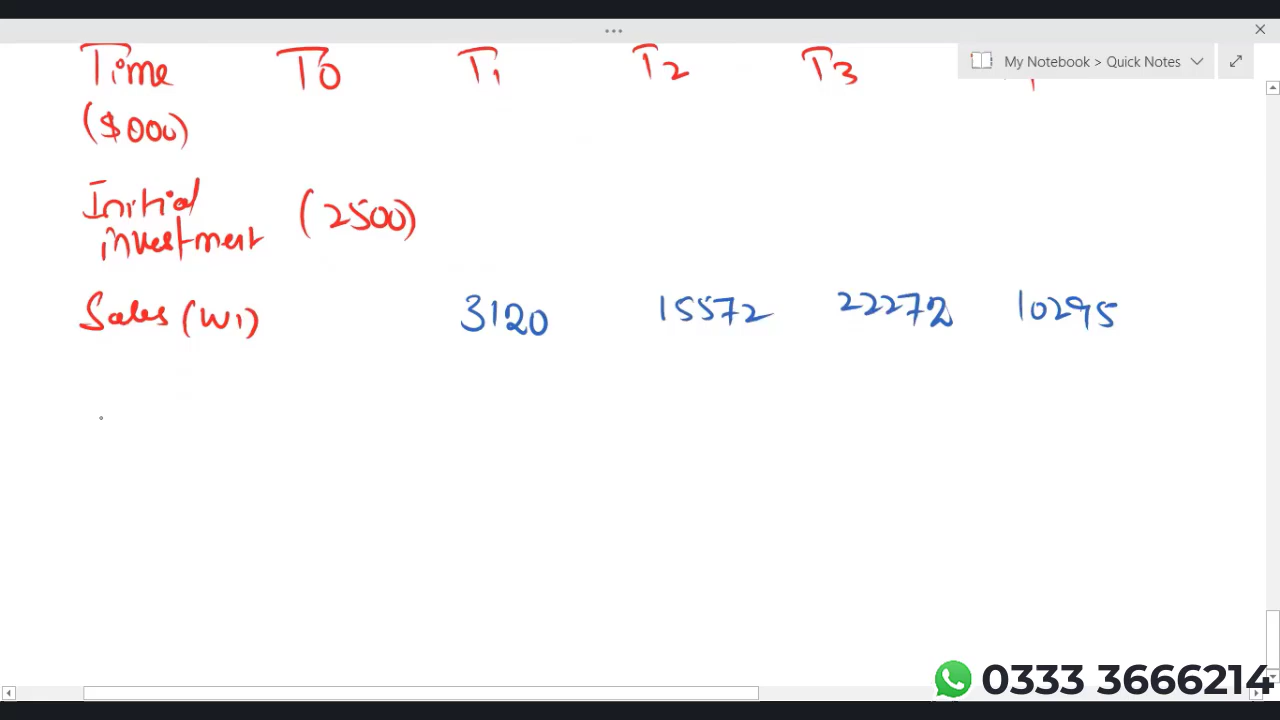 My Notebook > Quick Notes
Time T0 T1 T2 T3
($000)
Initial
investment (2500)
Sales (W1) 3120 15572 22272 10295
0333 3666214